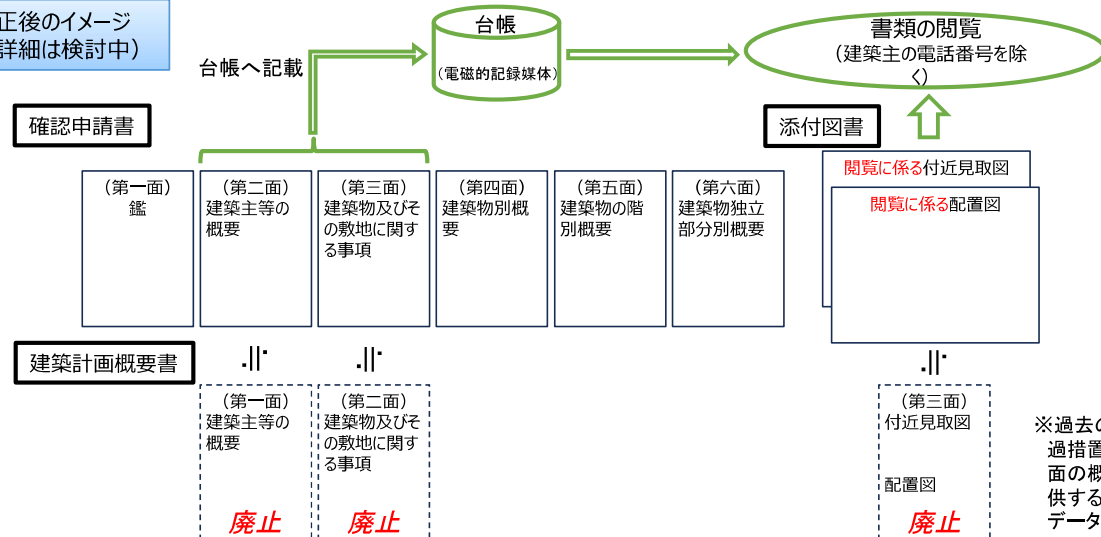 正後のイメージ
詳細は検討中）
台帳へ記載
台帳
（電磁的記録媒体）
書類の閲覧
（建築主の電話番号を除
く）
確認申請書
添付図書
（第一面）
鑑
（第二面）
建築主等の
概要
（第三面）
建築物及びそ
の敷地に関す
る事項
（第四面）
建築物別概
要
（第五面）
建築物の階
別概要
（第六面）
建築物独立
部分別概要
閲覧に係る付近見取図
閲覧に係る配置図
建築計画概要書
（第一面）
建築主等の
概要
廃止
（第二面）
建築物及びそ
の敷地に関す
る事項
廃止
（第三面）
付近見取図
配置図
廃止
※過去の
過措置
面の概
供する
データ